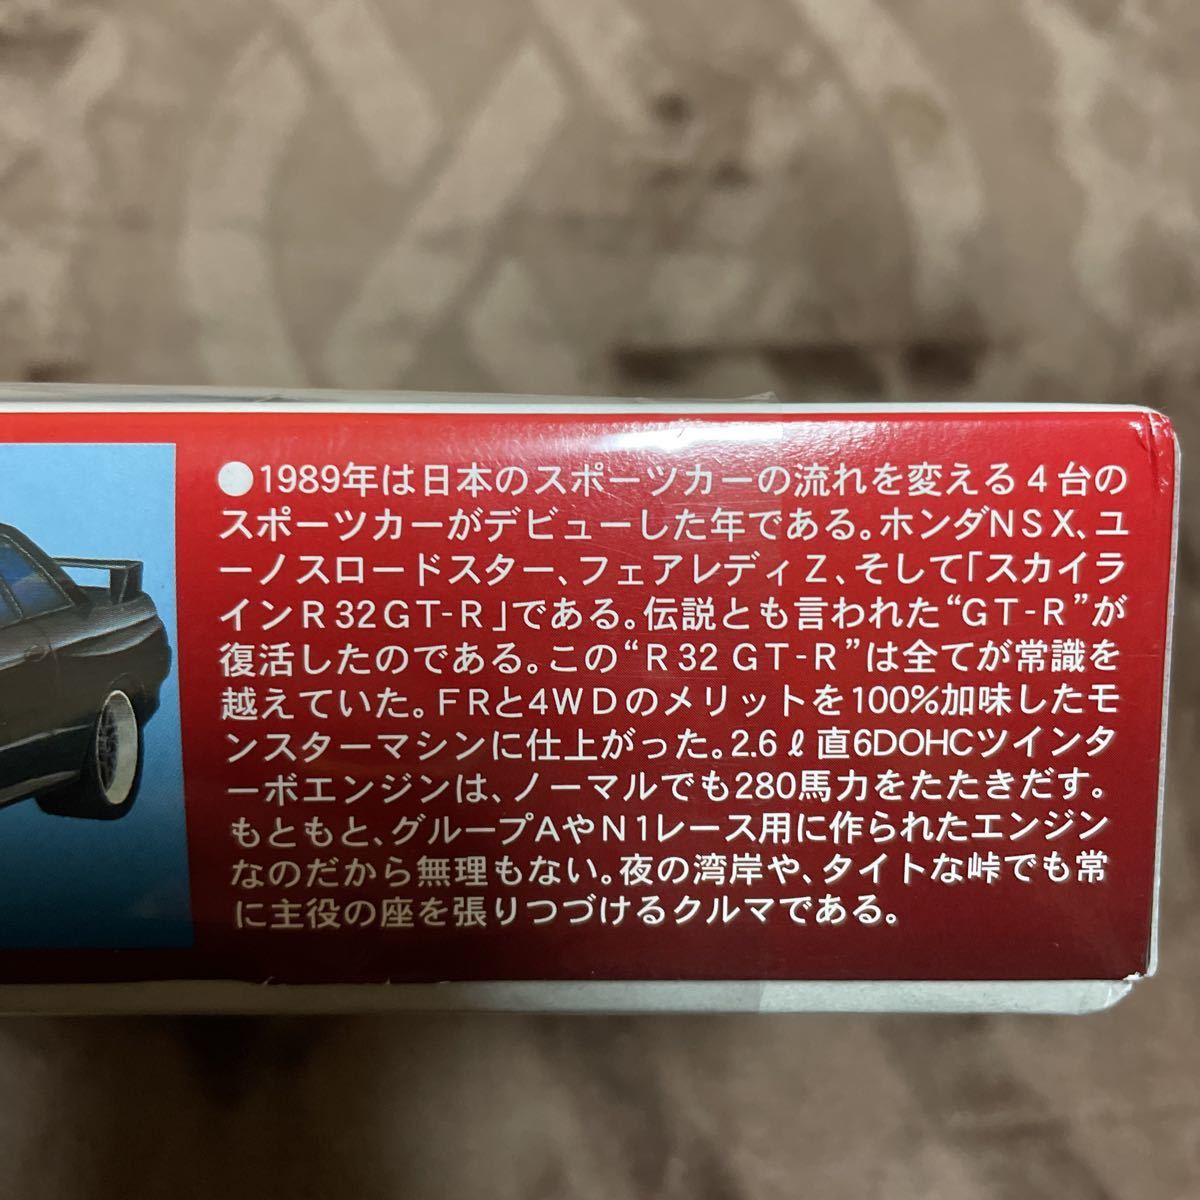 ●1989年は日本のスポーツカーの流れを変える4台の
スポーツカーがデビューした年である。ホンダNSX、ユ
ーノスロードスター、フェアレディZ、そして「スカイラ
インR32GT-R」である。伝説とも言われた“GT-R”が
復活したのである。この“R32 GT-R”は全てが常識を
越えていた。FRと4WDのメリットを100%加味したモ
ンスターマシンに仕上がった。2.6ℓ直6DOHCツインタ
ーボエンジンは、ノーマルでも280馬力をたたきだす。
もともと、グループAやN1レース用に作られたエンジン
なのだから無理もない。夜の湾岸や、タイトな峠でも常
に主役の座を張りつづけるクルマである。